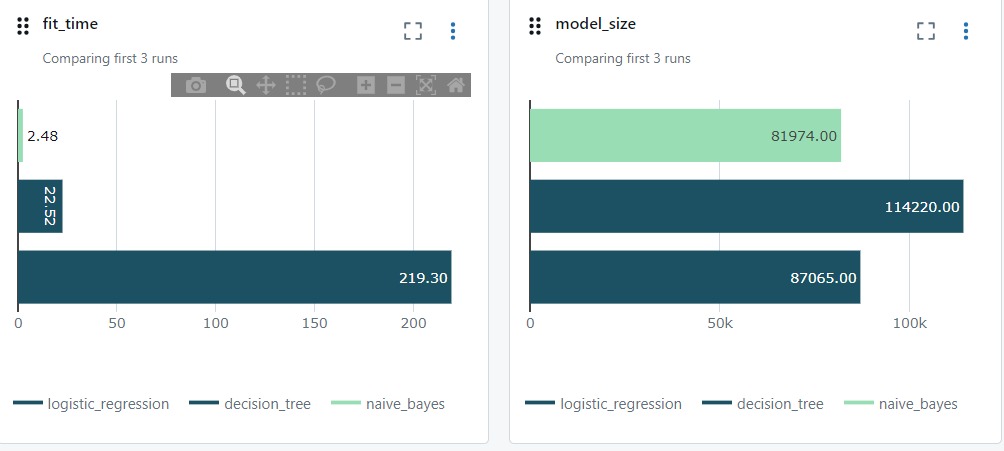 fit_time
Comparing first 3 runs
2.48
22.52
219.30
0 50 100 150 200
logistic_regression decision_tree naive_bayes
model_size
Comparing first 3 runs
81974.00
114220.00
87065.00
0 50k 100k
logistic_regression decision_tree naive_bayes